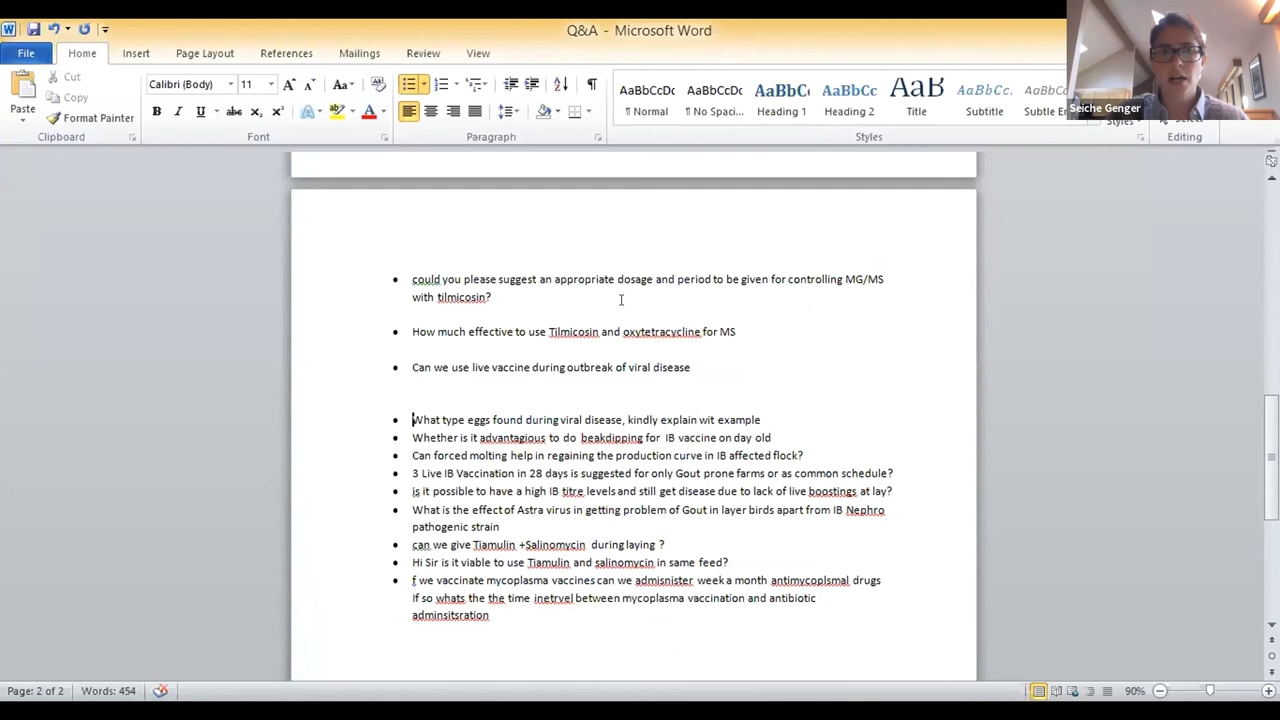 Q&A - Microsoft Word
File Home Insert Page Layout References Mailings Review View
Seiche Genger
Cut
Copy
Format Painter
Paste
Calibri (Body) 11
AaBbCcDc AaBbCcDc AaBbCc AaBbCc AaB AaBbCc. AaBbCcD
¶ Normal ¶ No Spaci... Heading 1 Heading 2 Title Subtitle Subtle Em
Styles
Clipboard Font Paragraph Styles Editing
could you please suggest an appropriate dosage and period to be given for controlling MG/MS
with tilmicosin?
How much effective to use Tilmicosin and oxytetracycline for MS
Can we use live vaccine during outbreak of viral disease
What type eggs found during viral disease, kindly explain wit example
Whether is it advantagious to do beakdipping for IB vaccine on day old
Can forced molting help in regaining the production curve in IB affected flock?
3 Live IB Vaccination in 28 days is suggested for only Gout prone farms or as common schedule?
is it possible to have a high IB titre levels and still get disease due to lack of live boostings at lay?
What is the effect of Astra virus in getting problem of Gout in layer birds apart from IB Nephro
pathogenic strain
can we give Tiamulin +Salinomycin during laying ?
Hi Sir is it viable to use Tiamulin and salinomycin in same feed?
f we vaccinate mycoplasma vaccines can we admisnister week a month antimycoplsmal drugs
If so whats the the time inetryel between mycoplasma vaccination and antibiotic
adminsitsration
Page: 2 of 2 Words: 454 90%